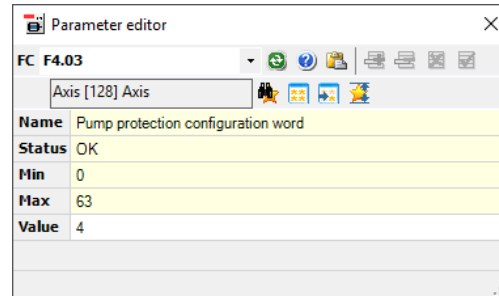 Parameter editor
FC F4.03
Axis [128] Axis
Name Pump protection configuration word
Status OK
Min 0
Max 63
Value 4